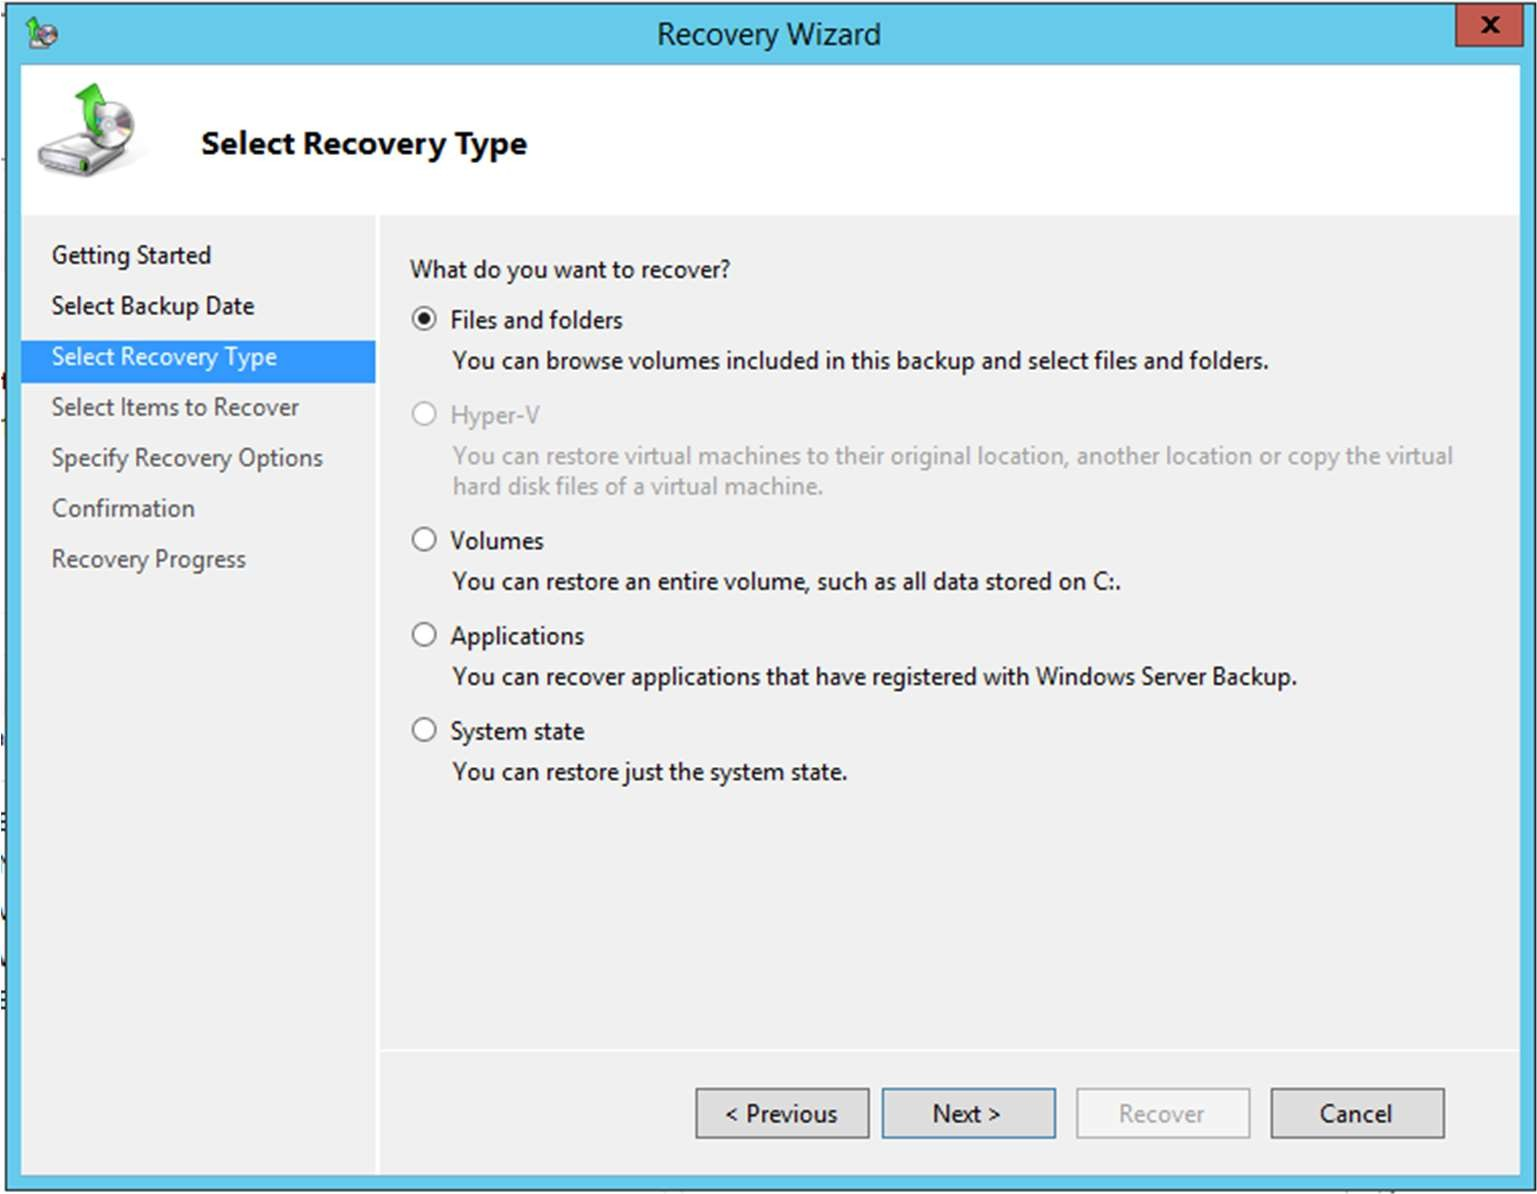 Recovery Wizard
X
Select Recovery Type
Getting Started
Select Backup Date
Select Recovery Type
Select Items to Recover
Specify Recovery Options
Confirmation
Recovery Progress
What do you want to recover?
Files and folders
You can browse volumes included in this backup and select files and folders.
Hyper-V
You can restore virtual machines to their original location, another location or copy the virtual
hard disk files of a virtual machine.
Volumes
You can restore an entire volume, such as all data stored on C:.
Applications
You can recover applications that have registered with Windows Server Backup.
System state
You can restore just the system state.
< Previous
Next >
Recover
Cancel